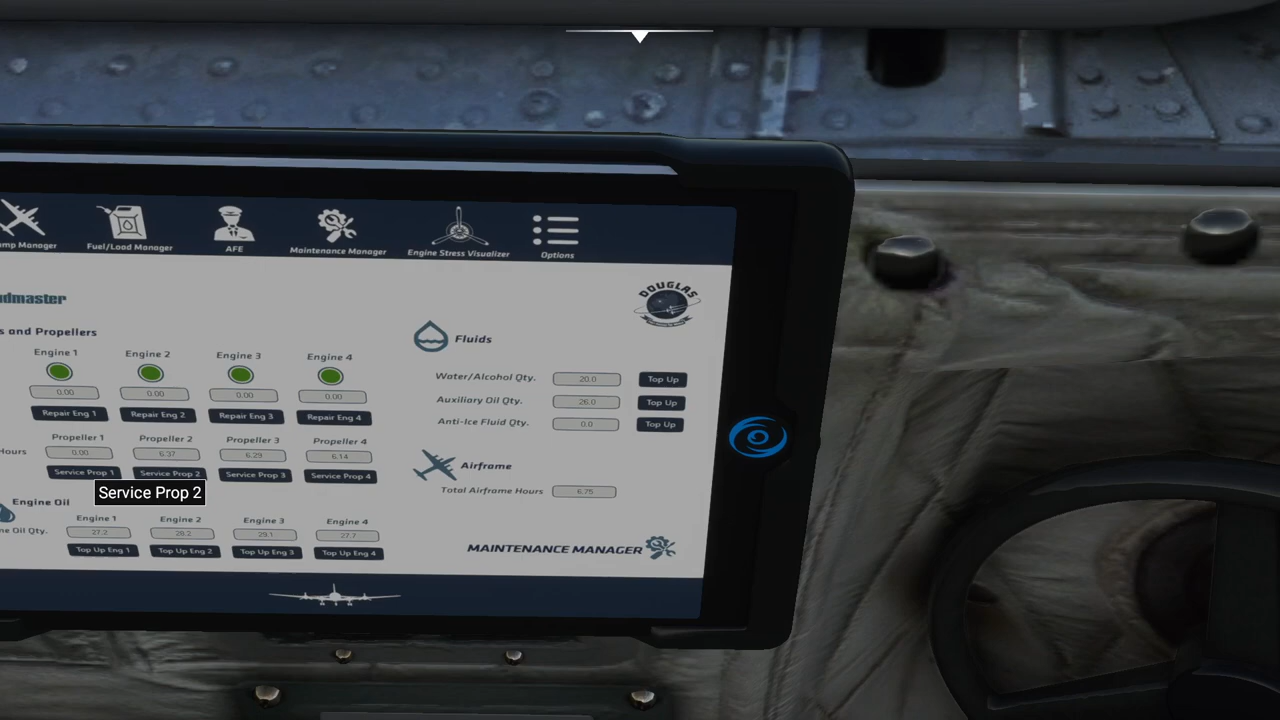 mp Manager
Fuel/Load Manager
AFE
Maintenance Manager
Engine Stress Visualizer
Options
dmaster
DOUGLAS
s and Propellers
Engine 1 Engine 2 Engine 3 Engine 4
0.00 0.00 0.00 0.00
Repair Eng 1 Repair Eng 2 Repair Eng 3 Repair Eng 4
Propeller 1 Propeller 2 Propeller 3 Propeller 4
Hours 0.00 6.37 6.29 6.14
Service Prop 1 Service Prop 2 Service Prop 3 Service Prop 4
Service Prop 2
Engine Oil
Engine 1 Engine 2 Engine 3 Engine 4
ne Oil Qty. 27.2 28.2 29.1 27.7
Top Up Eng 1 Top Up Eng 2 Top Up Eng 3 Top Up Eng 4
Fluids
Water/Alcohol Qty. 20.0 Top Up
Auxiliary Oil Qty. 26.0 Top Up
Anti-Ice Fluid Qty. 0.0 Top Up
Airframe
Total Airframe Hours 6.75
MAINTENANCE MANAGER